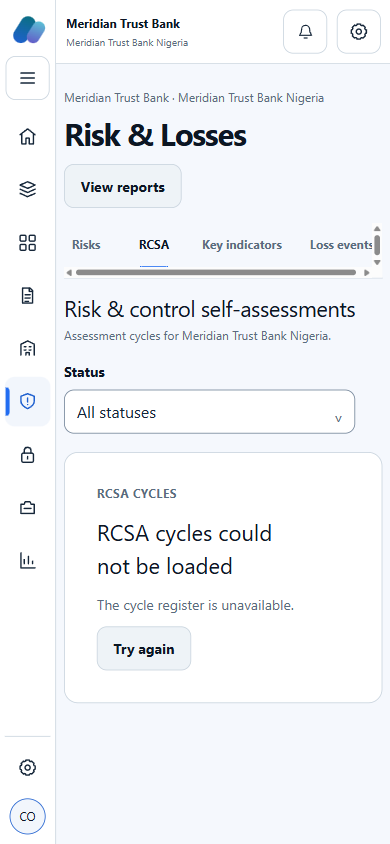 Meridian Trust Bank
Meridian Trust Bank Nigeria
Meridian Trust Bank · Meridian Trust Bank Nigeria
Risk & Losses
View reports
Risks RCSA Key indicators Loss events
Risk & control self-assessments
Assessment cycles for Meridian Trust Bank Nigeria.
Status
All statuses v
RCSA CYCLES
RCSA cycles could
not be loaded
The cycle register is unavailable.
Try again
CO